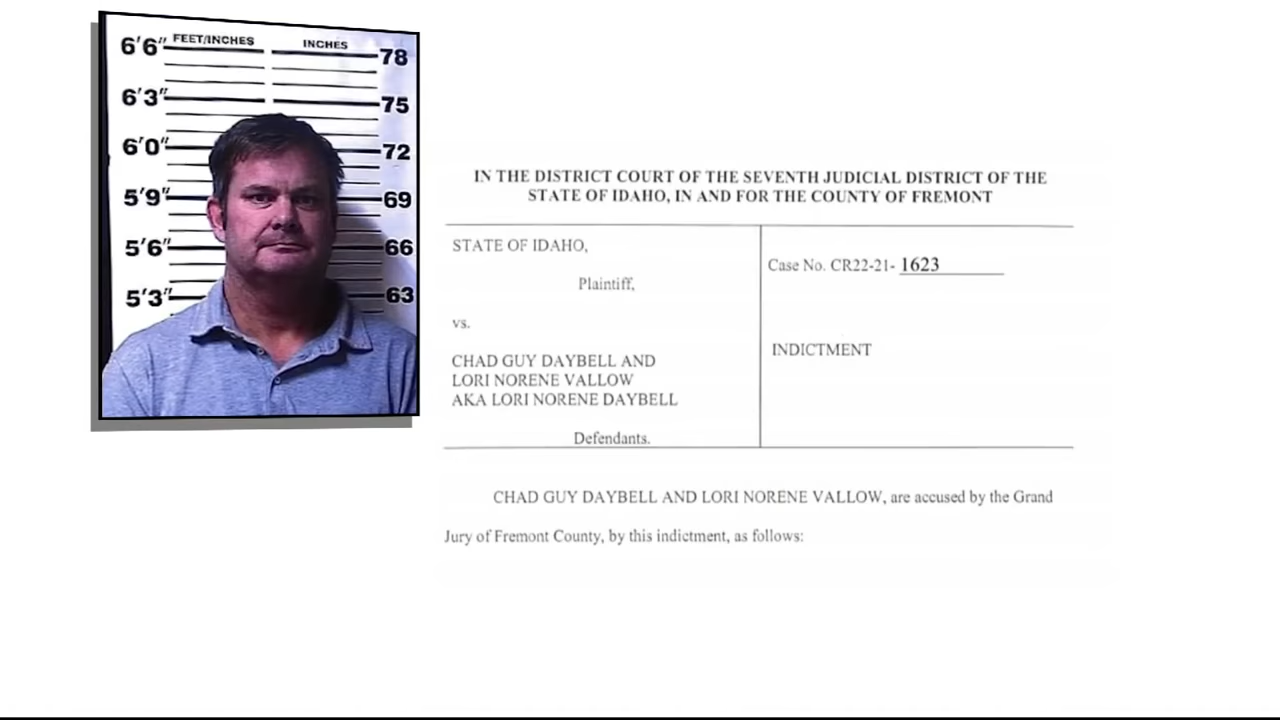 FEET/INCHES INCHES
6'6" 78
6'3" 75
6'0" 72
5'9" 69
5'6" 66
5'3" 63
IN THE DISTRICT COURT OF THE SEVENTH JUDICIAL DISTRICT OF THE
STATE OF IDAHO, IN AND FOR THE COUNTY OF FREMONT
STATE OF IDAHO,
Plaintiff,
vs.
CHAD GUY DAYBELL AND
LORI NORENE VALLOW
AKA LORI NORENE DAYBELL
Defendants.
Case No. CR22-21- 1623
INDICTMENT
CHAD GUY DAYBELL AND LORI NORENE VALLOW, are accused by the Grand
Jury of Fremont County, by this indictment, as follows: